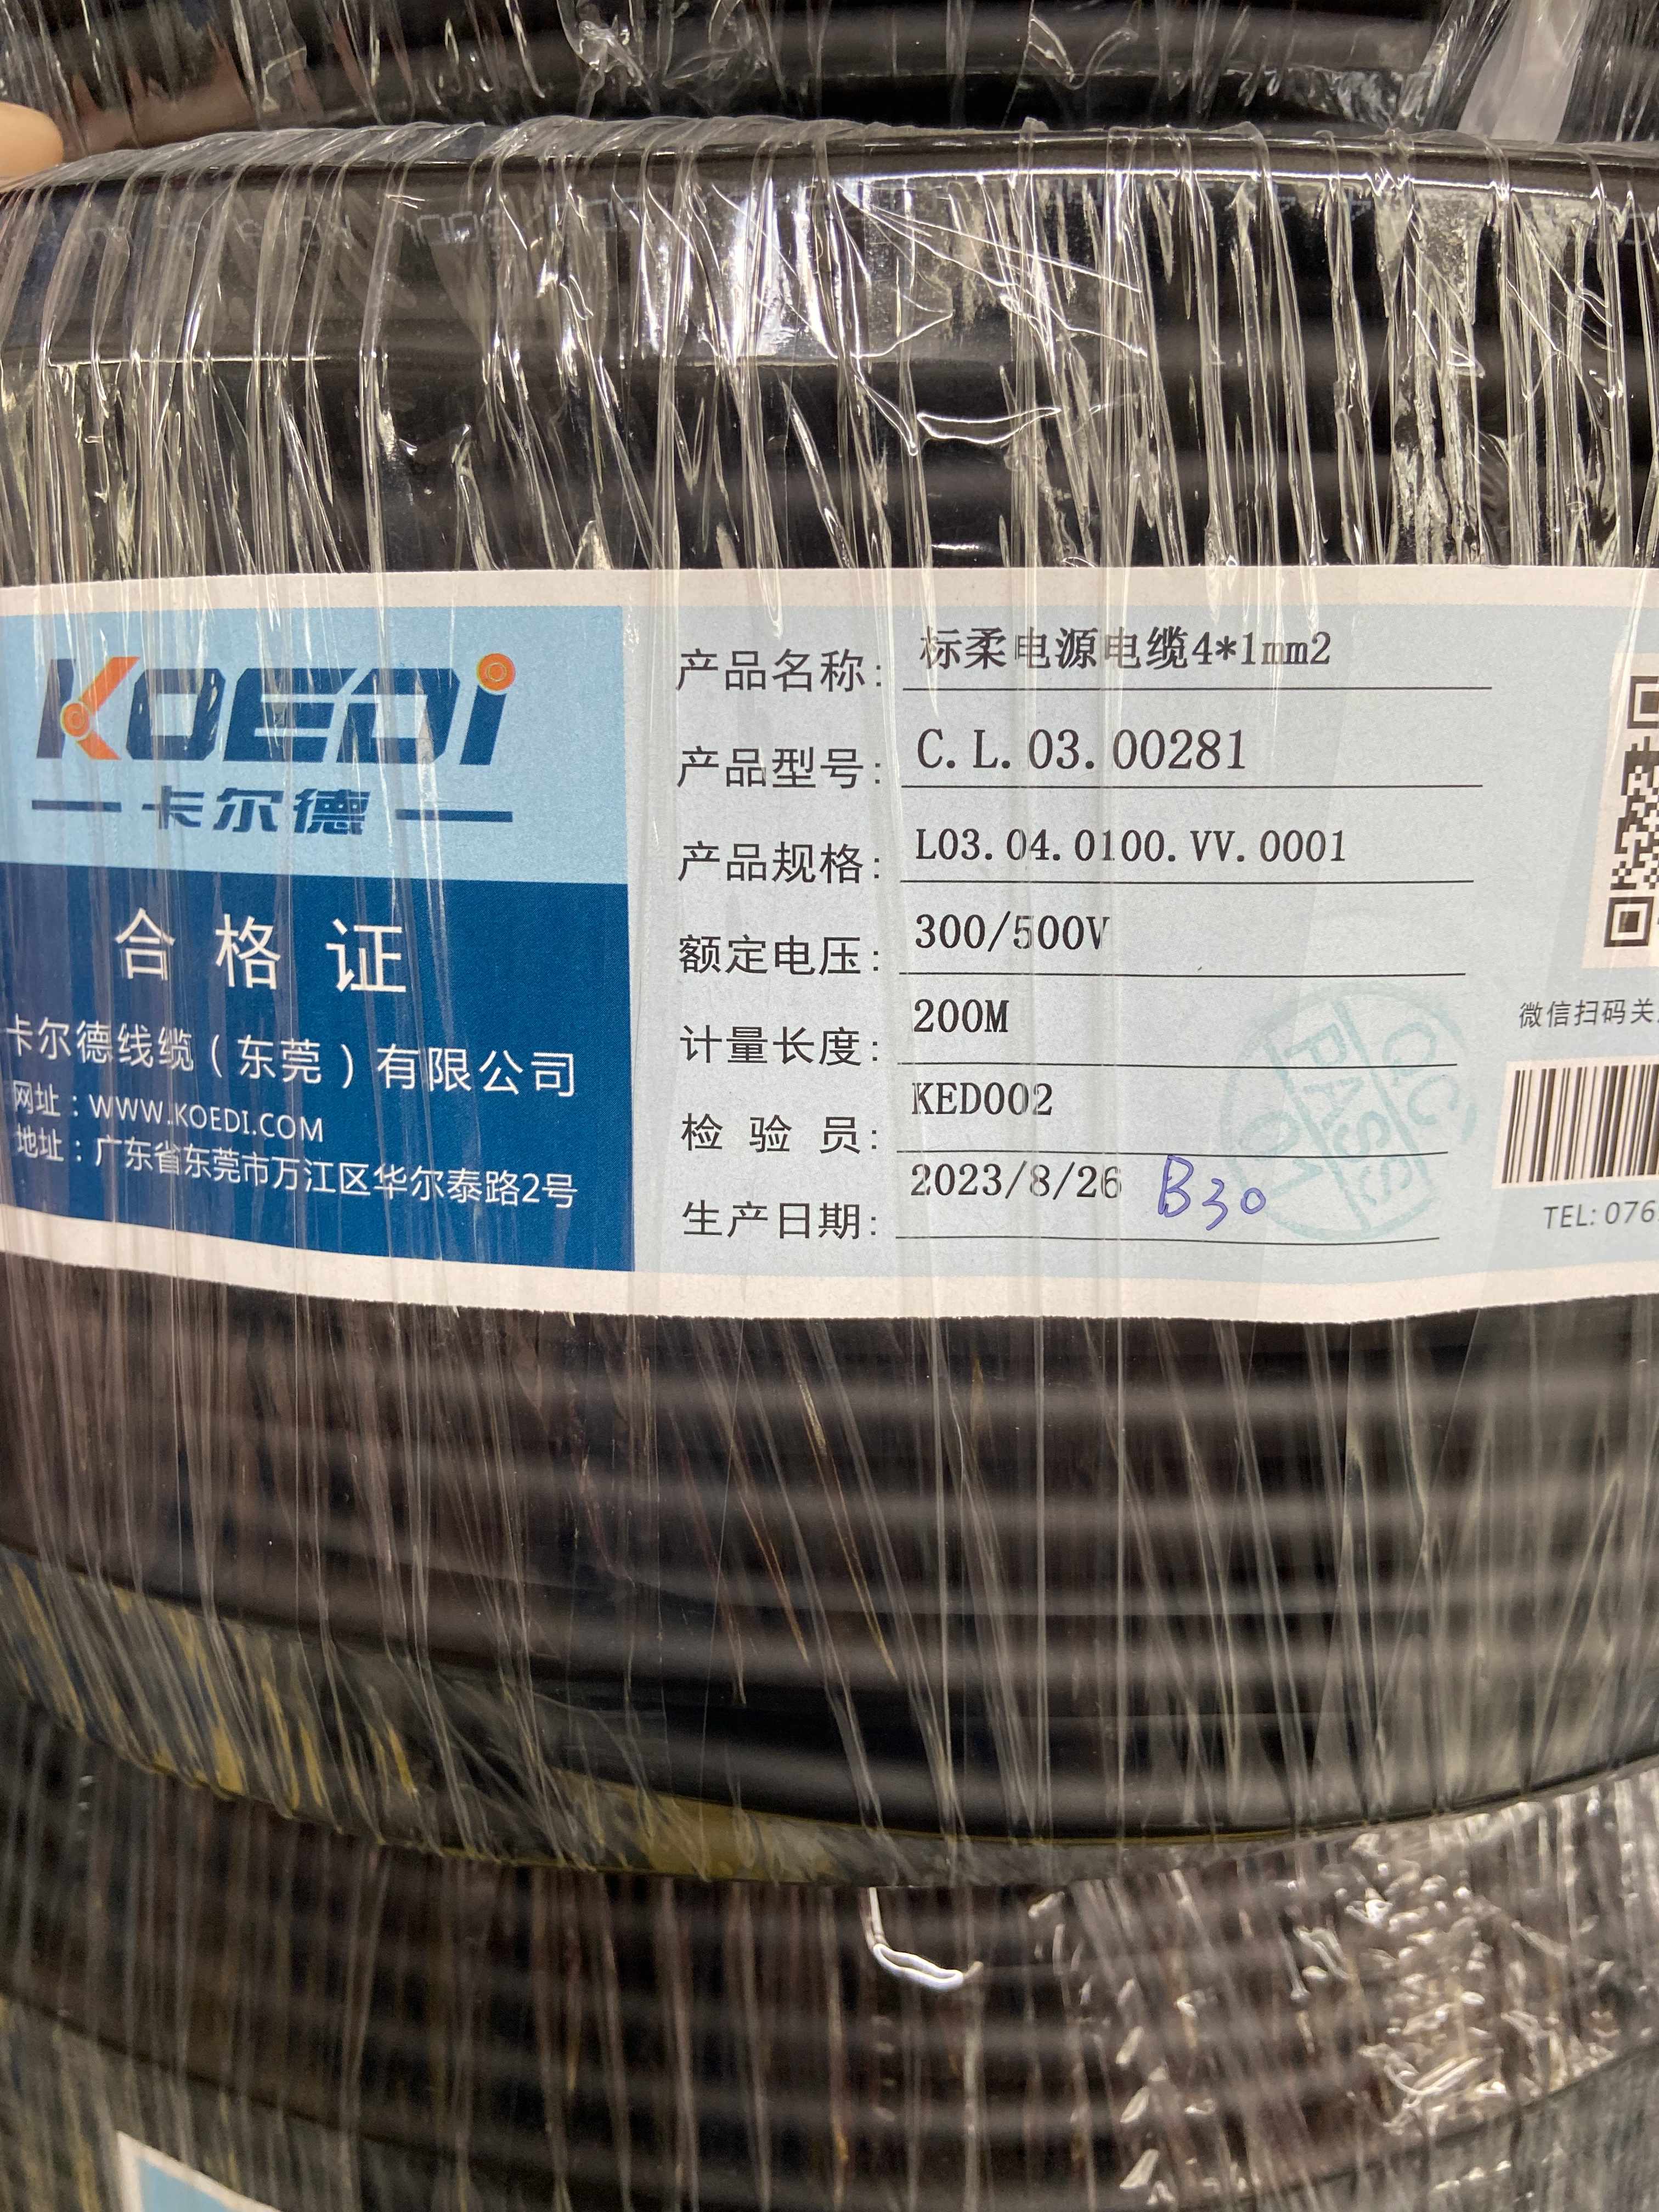 KOEDI
卡尔德
合格证
卡尔德线缆(东莞)有限公司
网址:WWW.KOEDI.COM
地址:广东省东莞市万江区华尔泰路2号
产品名称: 标柔电源电缆4*1mm2
产品型号: C.L.03.00281
产品规格: L03.04.0100.VV.0001
额定电压: 300/500V
计量长度: 200M
检 验 员: KED002
生产日期: 2023/8/26 B30
QC
PASS
01
微信扫码关
TEL: 076